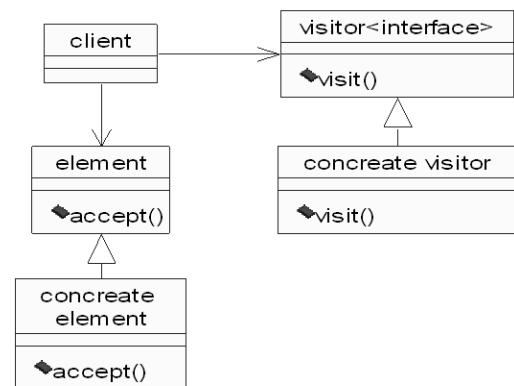 client
visitor<interface>
visit()
element
accept()
concreate visitor
visit()
concreate
element
accept()